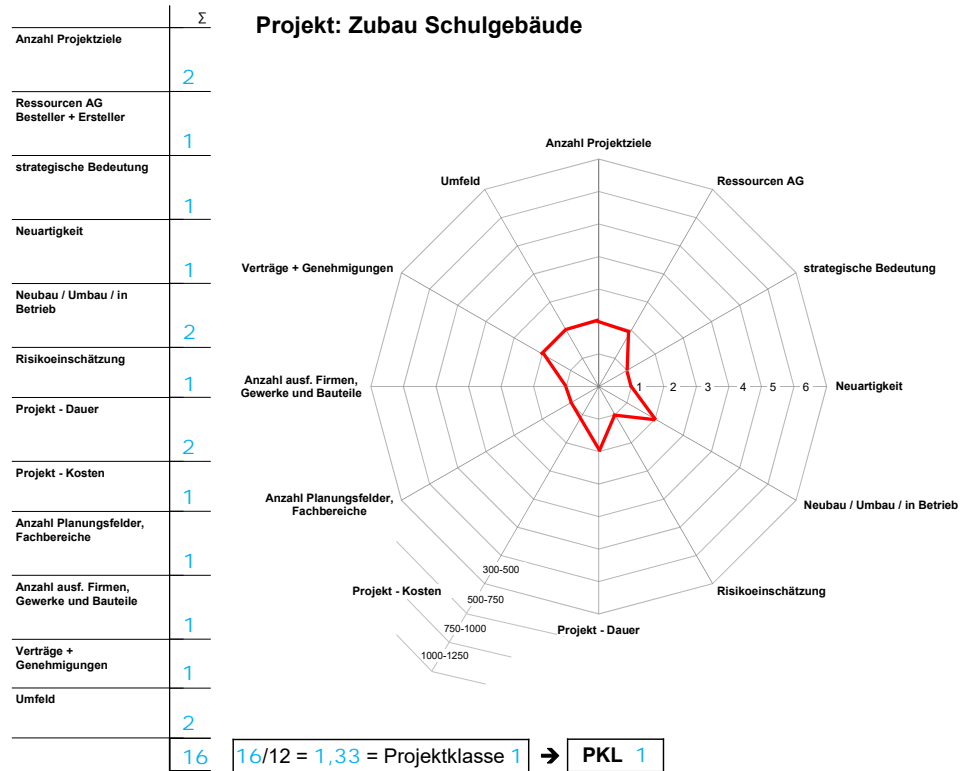 Σ
Projekt: Zubau Schulgebäude
Anzahl Projektziele
2
Ressourcen AG
Besteller + Ersteller
1
strategische Bedeutung
1
Neuartigkeit
1
Neubau / Umbau / in
Betrieb
2
Risikoeinschätzung
1
Projekt - Dauer
2
Projekt - Kosten
1
Anzahl Planungsfelder,
Fachbereiche
1
Anzahl ausf. Firmen,
Gewerke und Bauteile
1
Verträge +
Genehmigungen
1
Umfeld
2
16
Anzahl Projektziele
Umfeld
Ressourcen AG
Verträge + Genehmigungen
strategische Bedeutung
Anzahl ausf. Firmen,
Gewerke und Bauteile
1 2 3 4 5 6
Neuartigkeit
Anzahl Planungsfelder,
Fachbereiche
Neubau / Umbau / in Betrieb
Projekt - Kosten
300-500
500-750
750-1000
1000-1250
Risikoeinschätzung
Projekt - Dauer
16/12 = 1,33 = Projektklasse 1 ➔ PKL 1